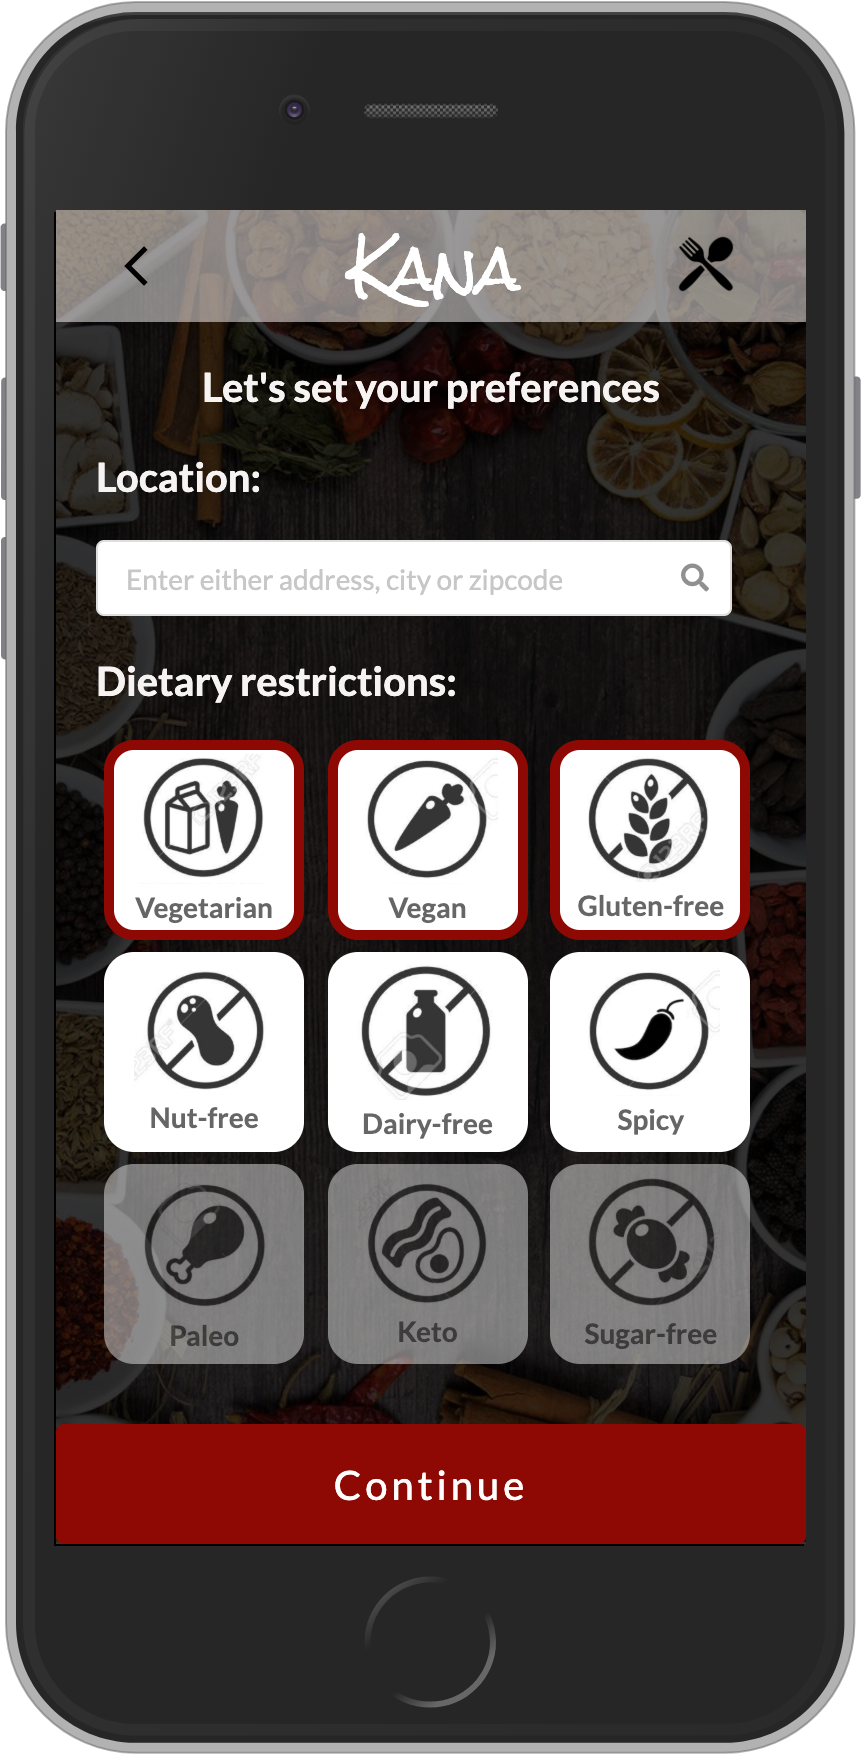 Kana
Let's set your preferences
Location:
Enter either address, city or zipcode
Dietary restrictions:
Vegetarian
Vegan
Gluten-free
Nut-free
Dairy-free
Spicy
Paleo
Keto
Sugar-free
Continue